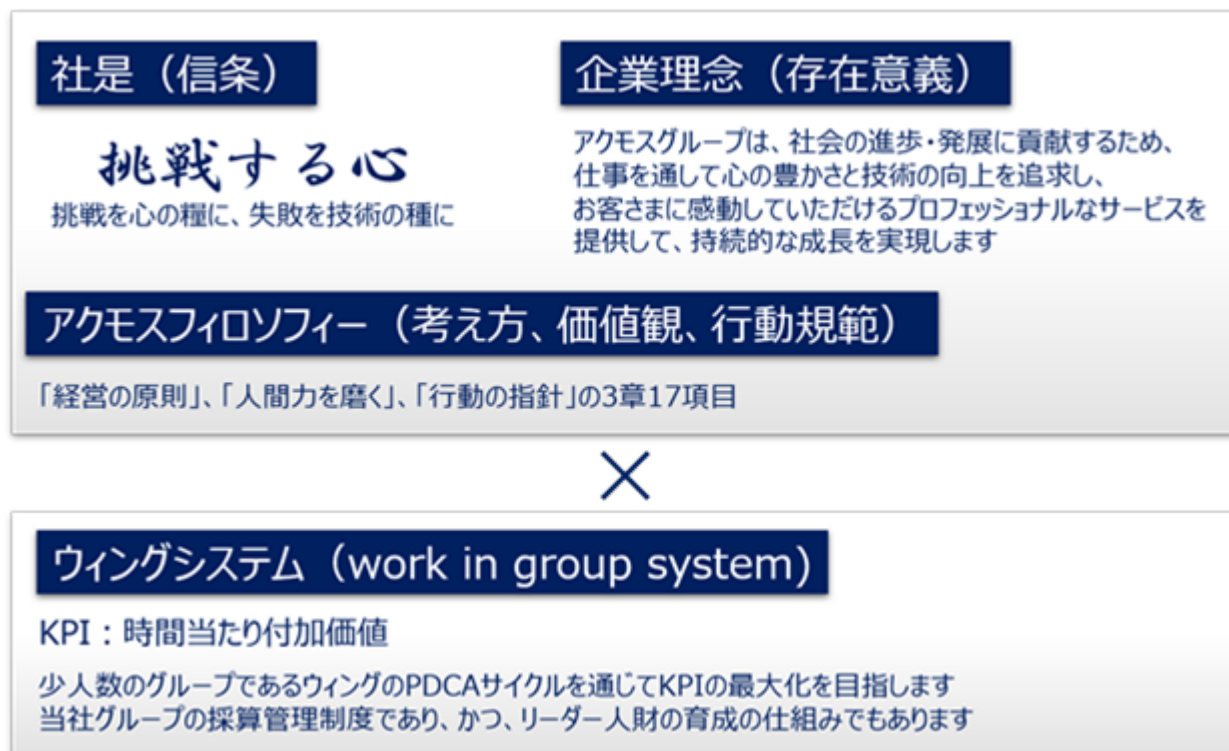 社是（信条）
挑戦する心
挑戦を心の糧に、失敗を技術の種に
企業理念（存在意義）
アクモスグループは、社会の進歩・発展に貢献するため、
仕事を通して心の豊かさと技術の向上を追求し、
お客さまに感動していただけるプロフェッショナルなサービスを
提供して、持続的な成長を実現します
アクモスフィロソフィー（考え方、価値観、行動規範）
「経営の原則」、「人間力を磨く」、「行動の指針」の3章17項目
×
ウィングシステム（work in group system)
KPI：時間当たり付加価値
少人数のグループであるウィングのPDCAサイクルを通じてKPIの最大化を目指します
当社グループの採算管理制度であり、かつ、リーダー人財の育成の仕組みでもあります